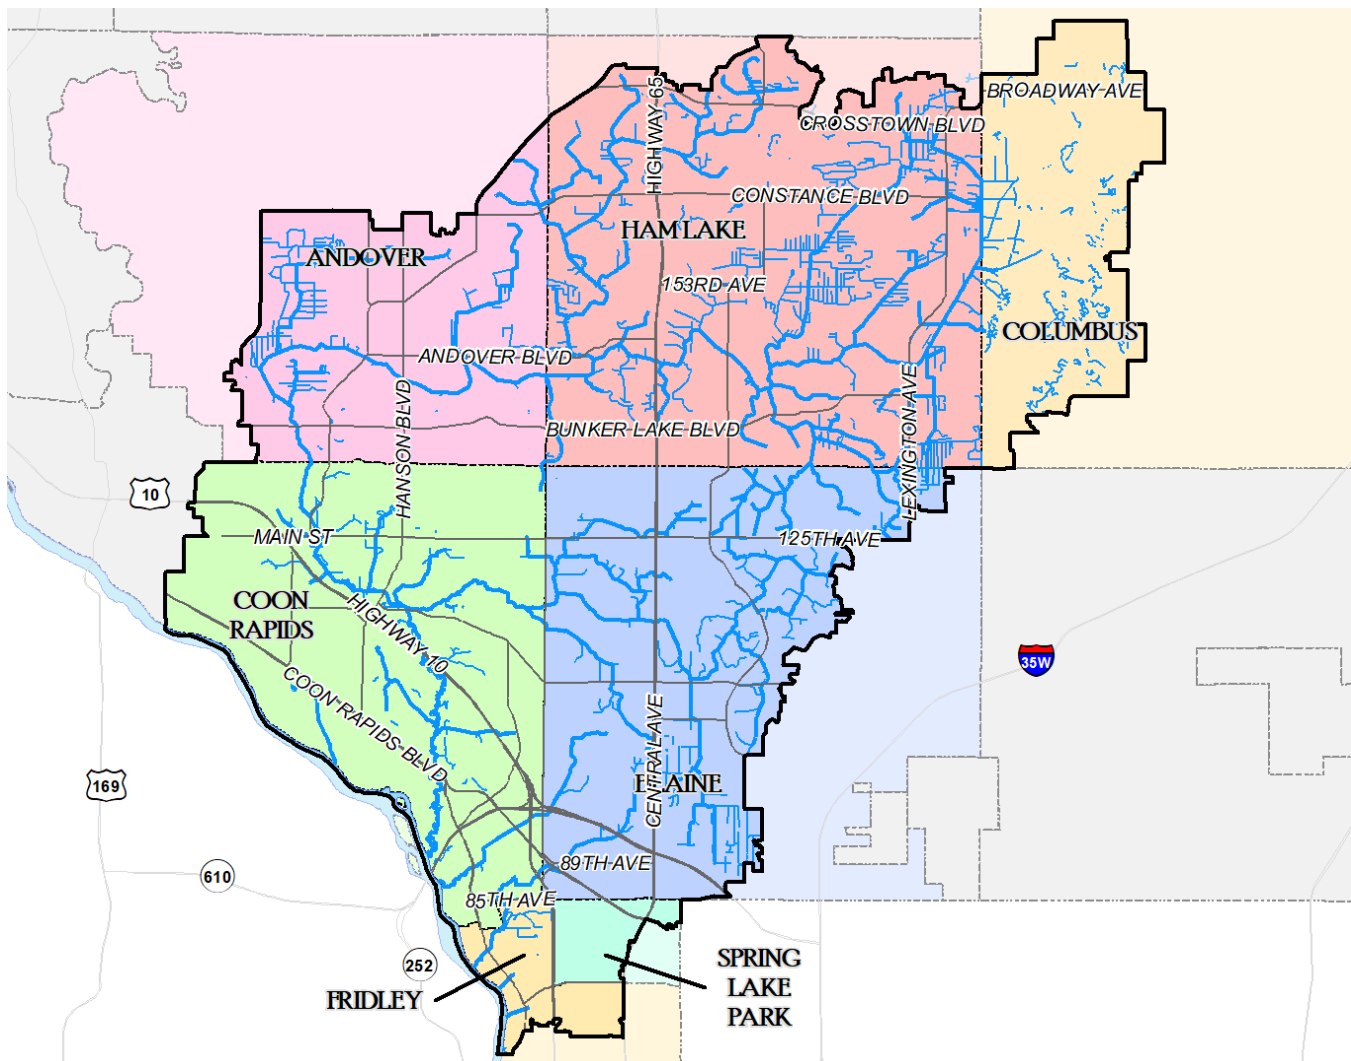 BROADWAY AVE
HIGHWAY 65
CROSSTOWN BLVD
CONSTANCE BLVD
HAM LAKE
ANDOVER
153RD AVE
COLUMBUS
ANDOVER BLVD
HANSON BLVD
LEXINGTON AVE
BUNKER LAKE BLVD
10
MAIN ST
125TH AVE
COON
RAPIDS
HIGHWAY 10
35W
COON RAPIDS BLVD
CENTRAL AVE
169
BLAINE
89TH AVE
610
85TH AVE
252
SPRING
LAKE
PARK
FRIDLEY